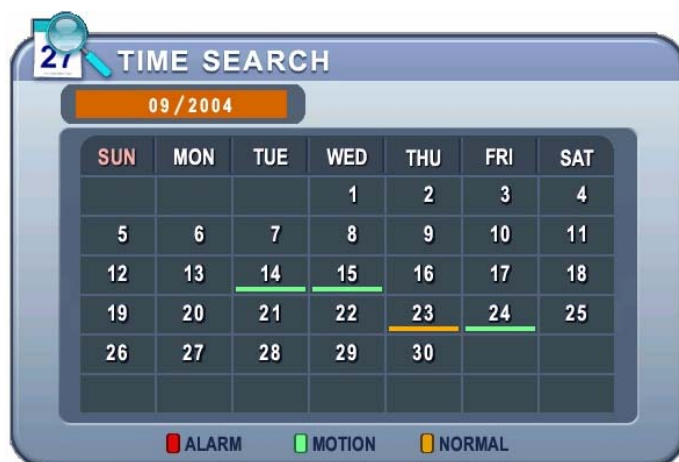 27 TIME SEARCH
09/2004
SUN MON TUE WED THU FRI SAT
1 2 3 4
5 6 7 8 9 10 11
12 13 14 15 16 17 18
19 20 21 22 23 24 25
26 27 28 29 30
ALARM MOTION NORMAL